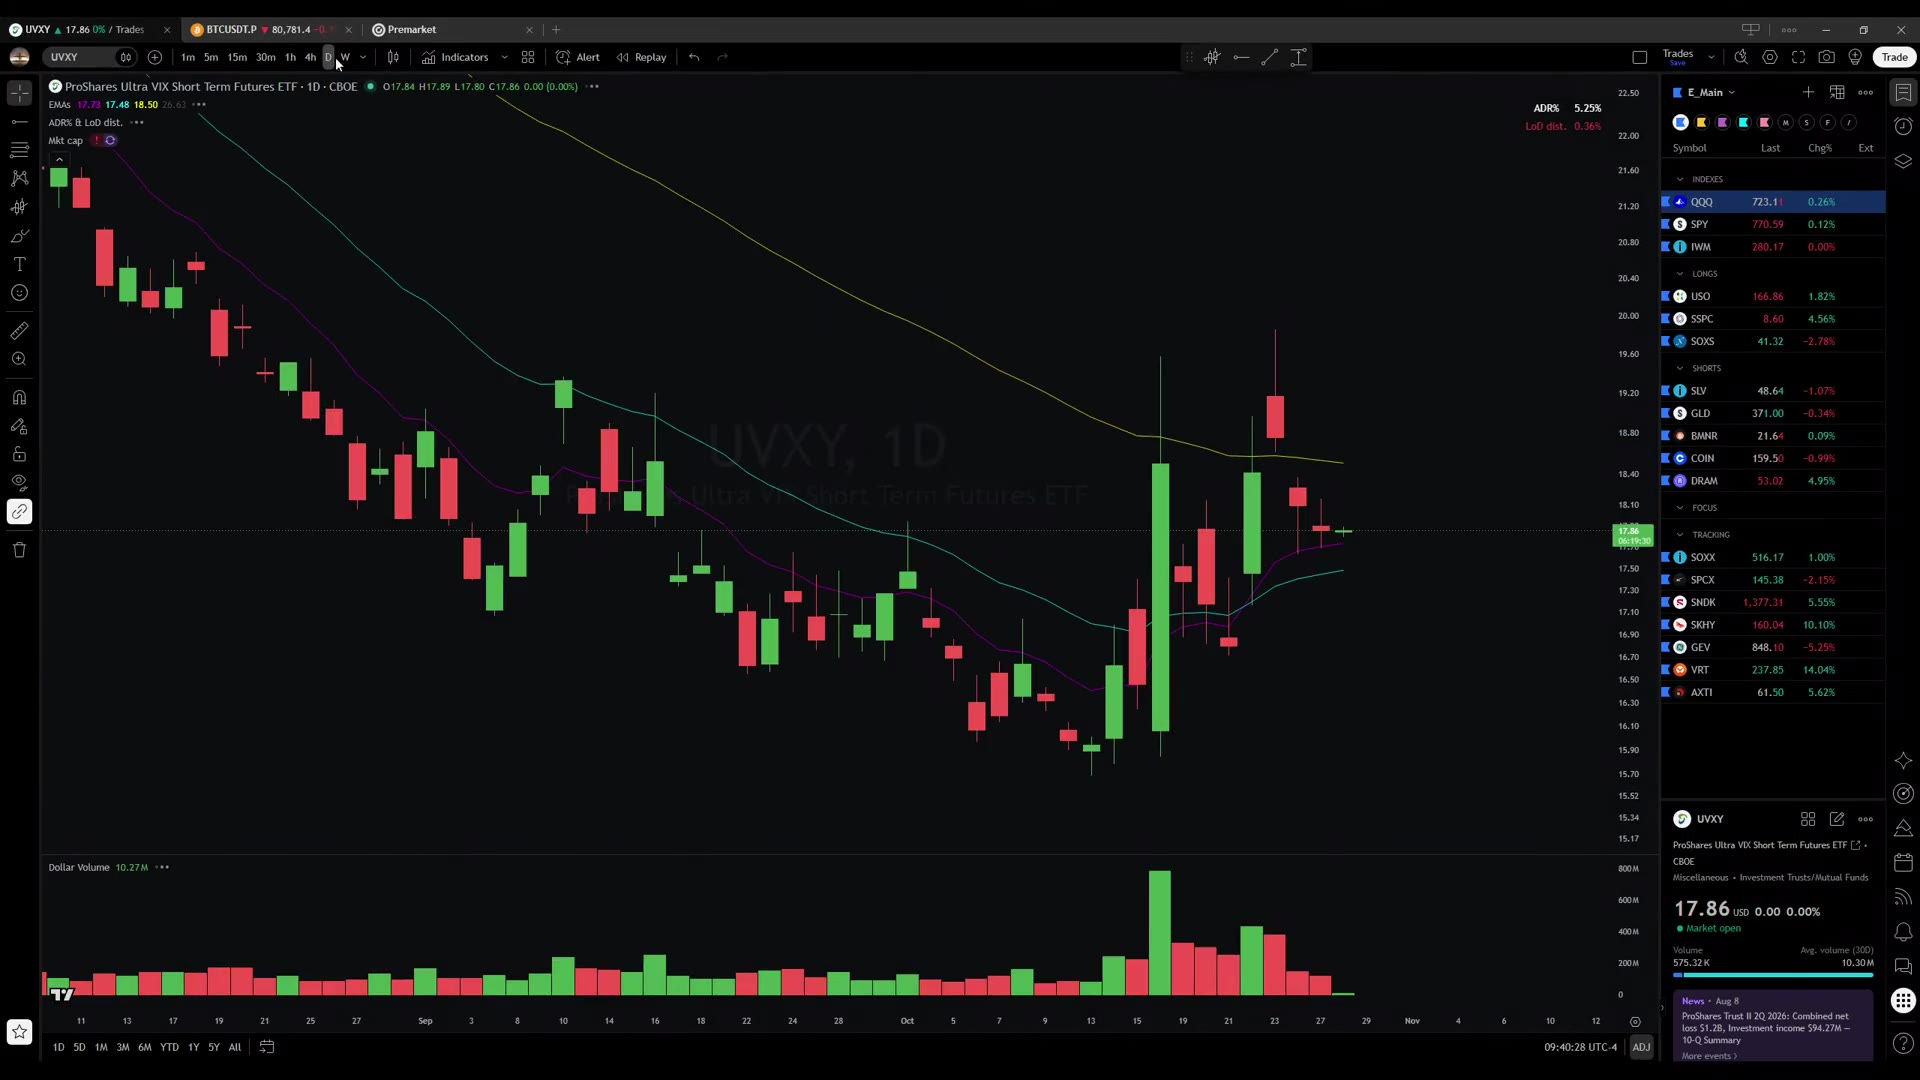 UVXY ▲ 17.86 0% / Trades
BTCUSDT.P ▼ 80,781.4
Premarket
UVXY
1m 5m 15m 30m 1h 4h D W
Indicators
Alert
Replay
Trades
Save
Trade
ProShares Ultra VIX Short Term Futures ETF · 1D · CBOE O17.84 H17.89 L17.80 C17.86 0.00 (0.00%)
EMAs 17.73 17.48 18.50 26.63
ADR% & LoD dist.
Mkt cap
ADR% 5.25%
LoD dist. 0.36%
UVXY, 1D
Ultra VIX Short Term Futures ETF
22.50
22.00
21.60
21.20
20.80
20.40
20.00
19.60
19.20
18.80
18.40
18.10
17.86
06:19:30
17.50
17.30
17.10
16.90
16.70
16.50
16.30
16.10
15.90
15.70
15.52
15.34
15.17
Dollar Volume 10.27M
800M
600M
400M
200M
0
11 13 17 19 21 25 27 Sep 3 8 10 14 16 18 22 24 28 Oct 5 7 9 13 15 19 21 23 27 29 Nov 4 6 10 12
1D 5D 1M 3M 6M YTD 1Y 5Y All
09:40:28 UTC-4
ADJ
E_Main
M S F /
Symbol Last Chg% Ext
INDEXES
QQQ 723.11 0.26%
SPY 770.59 0.12%
IWM 280.17 0.00%
LONGS
USO 166.86 1.82%
SSPC 8.60 4.56%
SOXS 41.32 −2.78%
SHORTS
SLV 48.64 −1.07%
GLD 371.00 −0.34%
BMNR 21.64 0.09%
COIN 159.50 −0.99%
DRAM 53.02 4.95%
FOCUS
TRACKING
SOXX 516.17 1.00%
SPCX 145.38 −2.15%
SNDK 1,377.31 5.55%
SKHY 160.04 10.10%
GEV 848.10 −5.25%
VRT 237.85 14.04%
AXTI 61.50 5.62%
UVXY
ProShares Ultra VIX Short Term Futures ETF •
CBOE
Miscellaneous • Investment Trusts/Mutual Funds
17.86 USD 0.00 0.00%
Market open
Volume Avg. volume (30D)
575.32 K 10.30 M
News • Aug 8
ProShares Trust II 2Q 2026: Combined net
loss $1.2B, Investment income $94.27M —
10-Q Summary
More events